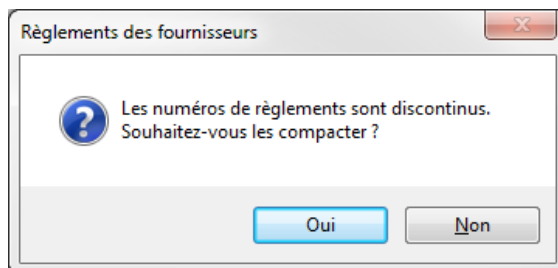 Règlements des fournisseurs
Les numéros de règlements sont discontinus.
Souhaitez-vous les compacter ?
Oui
Non